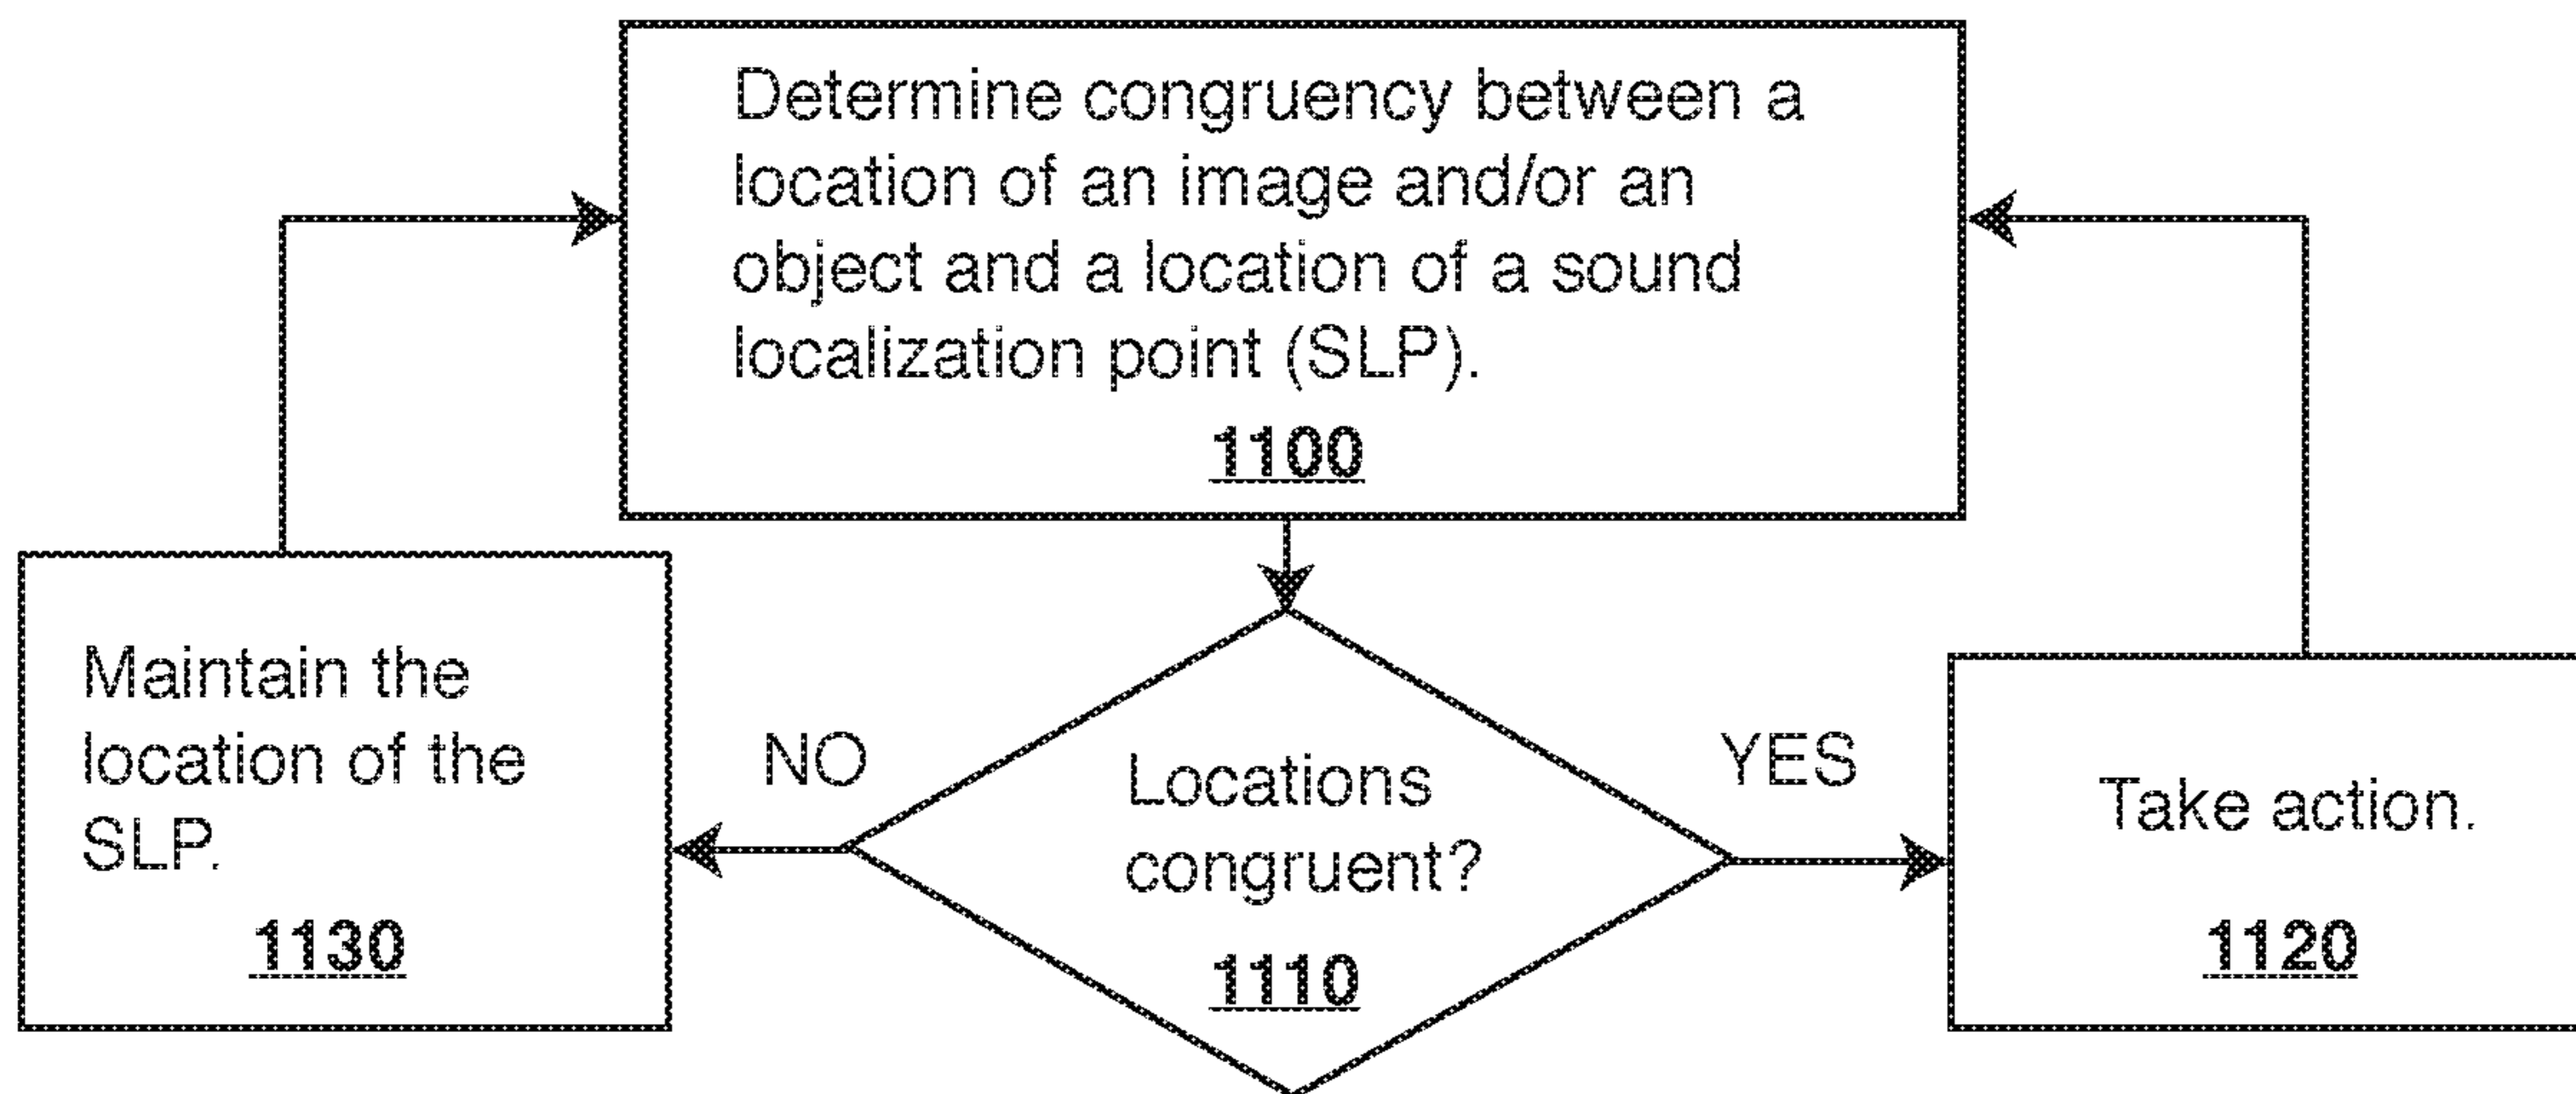 Determine congruency between a
location of an image and/or an
object and a location of a sound
localization point (SLP).
1100
Maintain the
location of the
SLP.
1130
NO
Locations
congruent?
1110
YES
Take action.
1120